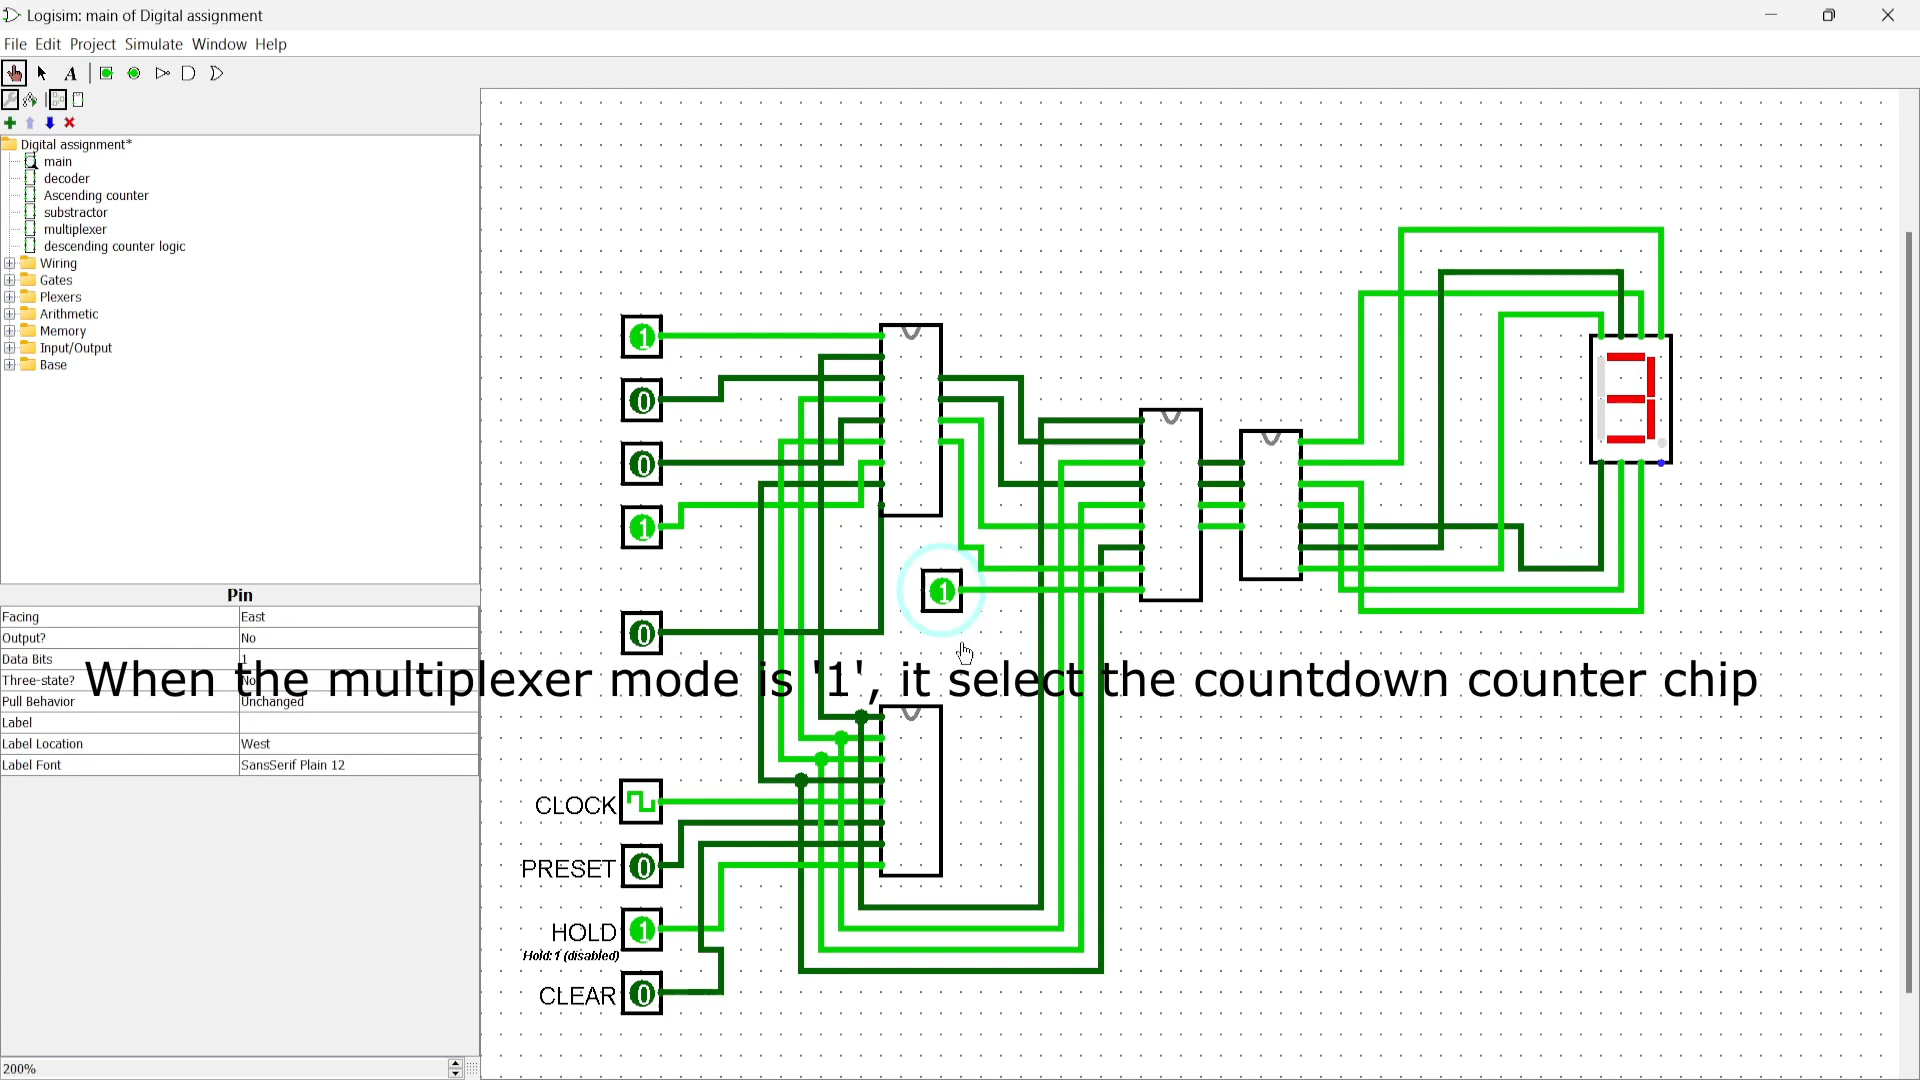 Logisim: main of Digital assignment
File Edit Project Simulate Window Help
A
Digital assignment*
main
decoder
Ascending counter
substractor
multiplexer
descending counter logic
Wiring
Gates
Plexers
Arithmetic
Memory
Input/Output
Base
Pin
Facing East
Output? No
Data Bits 1
Three-state? No
Pull Behavior Unchanged
Label
Label Location West
Label Font SansSerif Plain 12
200%
1
0
0
1
1
0
When the multiplexer mode is '1', it select the countdown counter chip
CLOCK
PRESET 0
HOLD 1
Hold:1 (disabled)
CLEAR 0